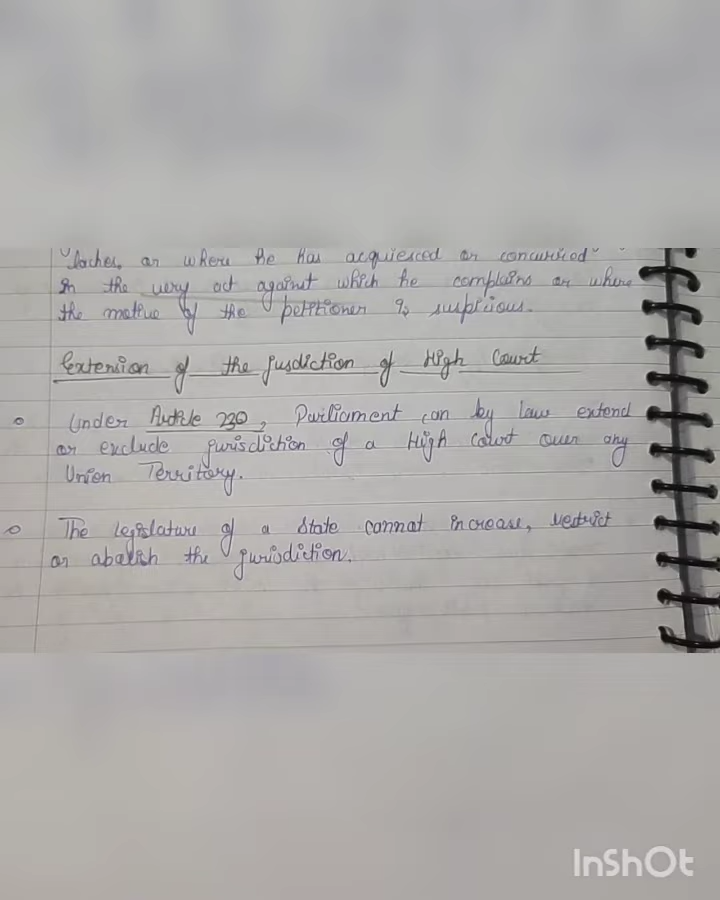 laches, or where he has acquiesced or concurred
in the very act against which he complains or where
the motive of the petitioner is suspicious.
Extension of the jusdiction of High Court
Under Article 230, Parliament can by law extend
or exclude jurisdiction of a High Court over any
Union Territory.
The legislature of a State cannot increase, restrict
or abolish the jurisdiction.
InShOt